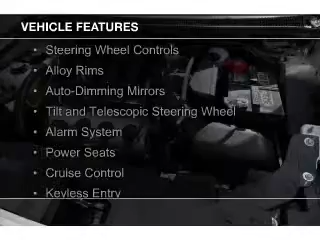 VEHICLE FEATURES
• Steering Wheel Controls
• Alloy Rims
• Auto-Dimming Mirrors
• Tilt and Telescopic Steering Wheel
• Alarm System
• Power Seats
• Cruise Control
• Keyless Entry